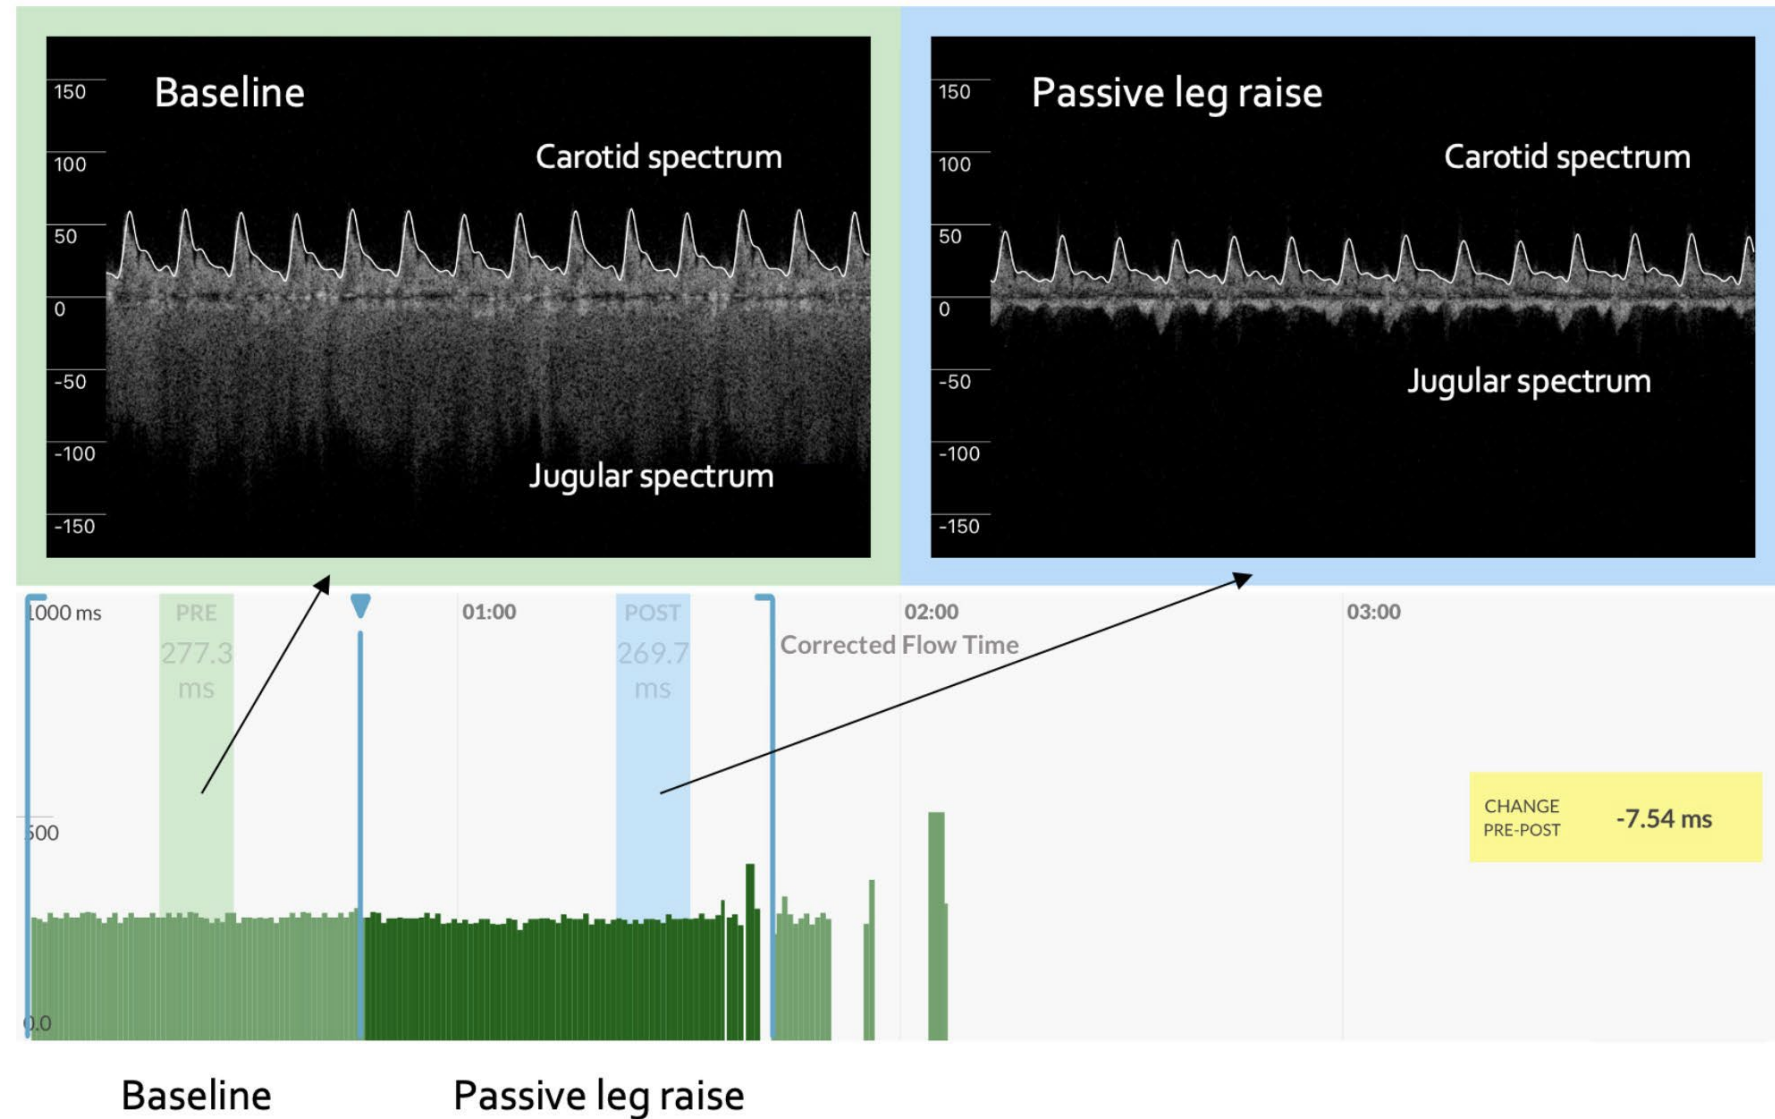 150
Baseline
Carotid spectrum
100
50
0
-50
-100
Jugular spectrum
-150
150
Passive leg raise
Carotid spectrum
100
50
0
-50
Jugular spectrum
-100
-150
1000 ms
PRE
277.3
ms
01:00
POST
269.7
ms
02:00
03:00
Corrected Flow Time
500
CHANGE
PRE-POST
-7.54 ms
0.0
Baseline
Passive leg raise